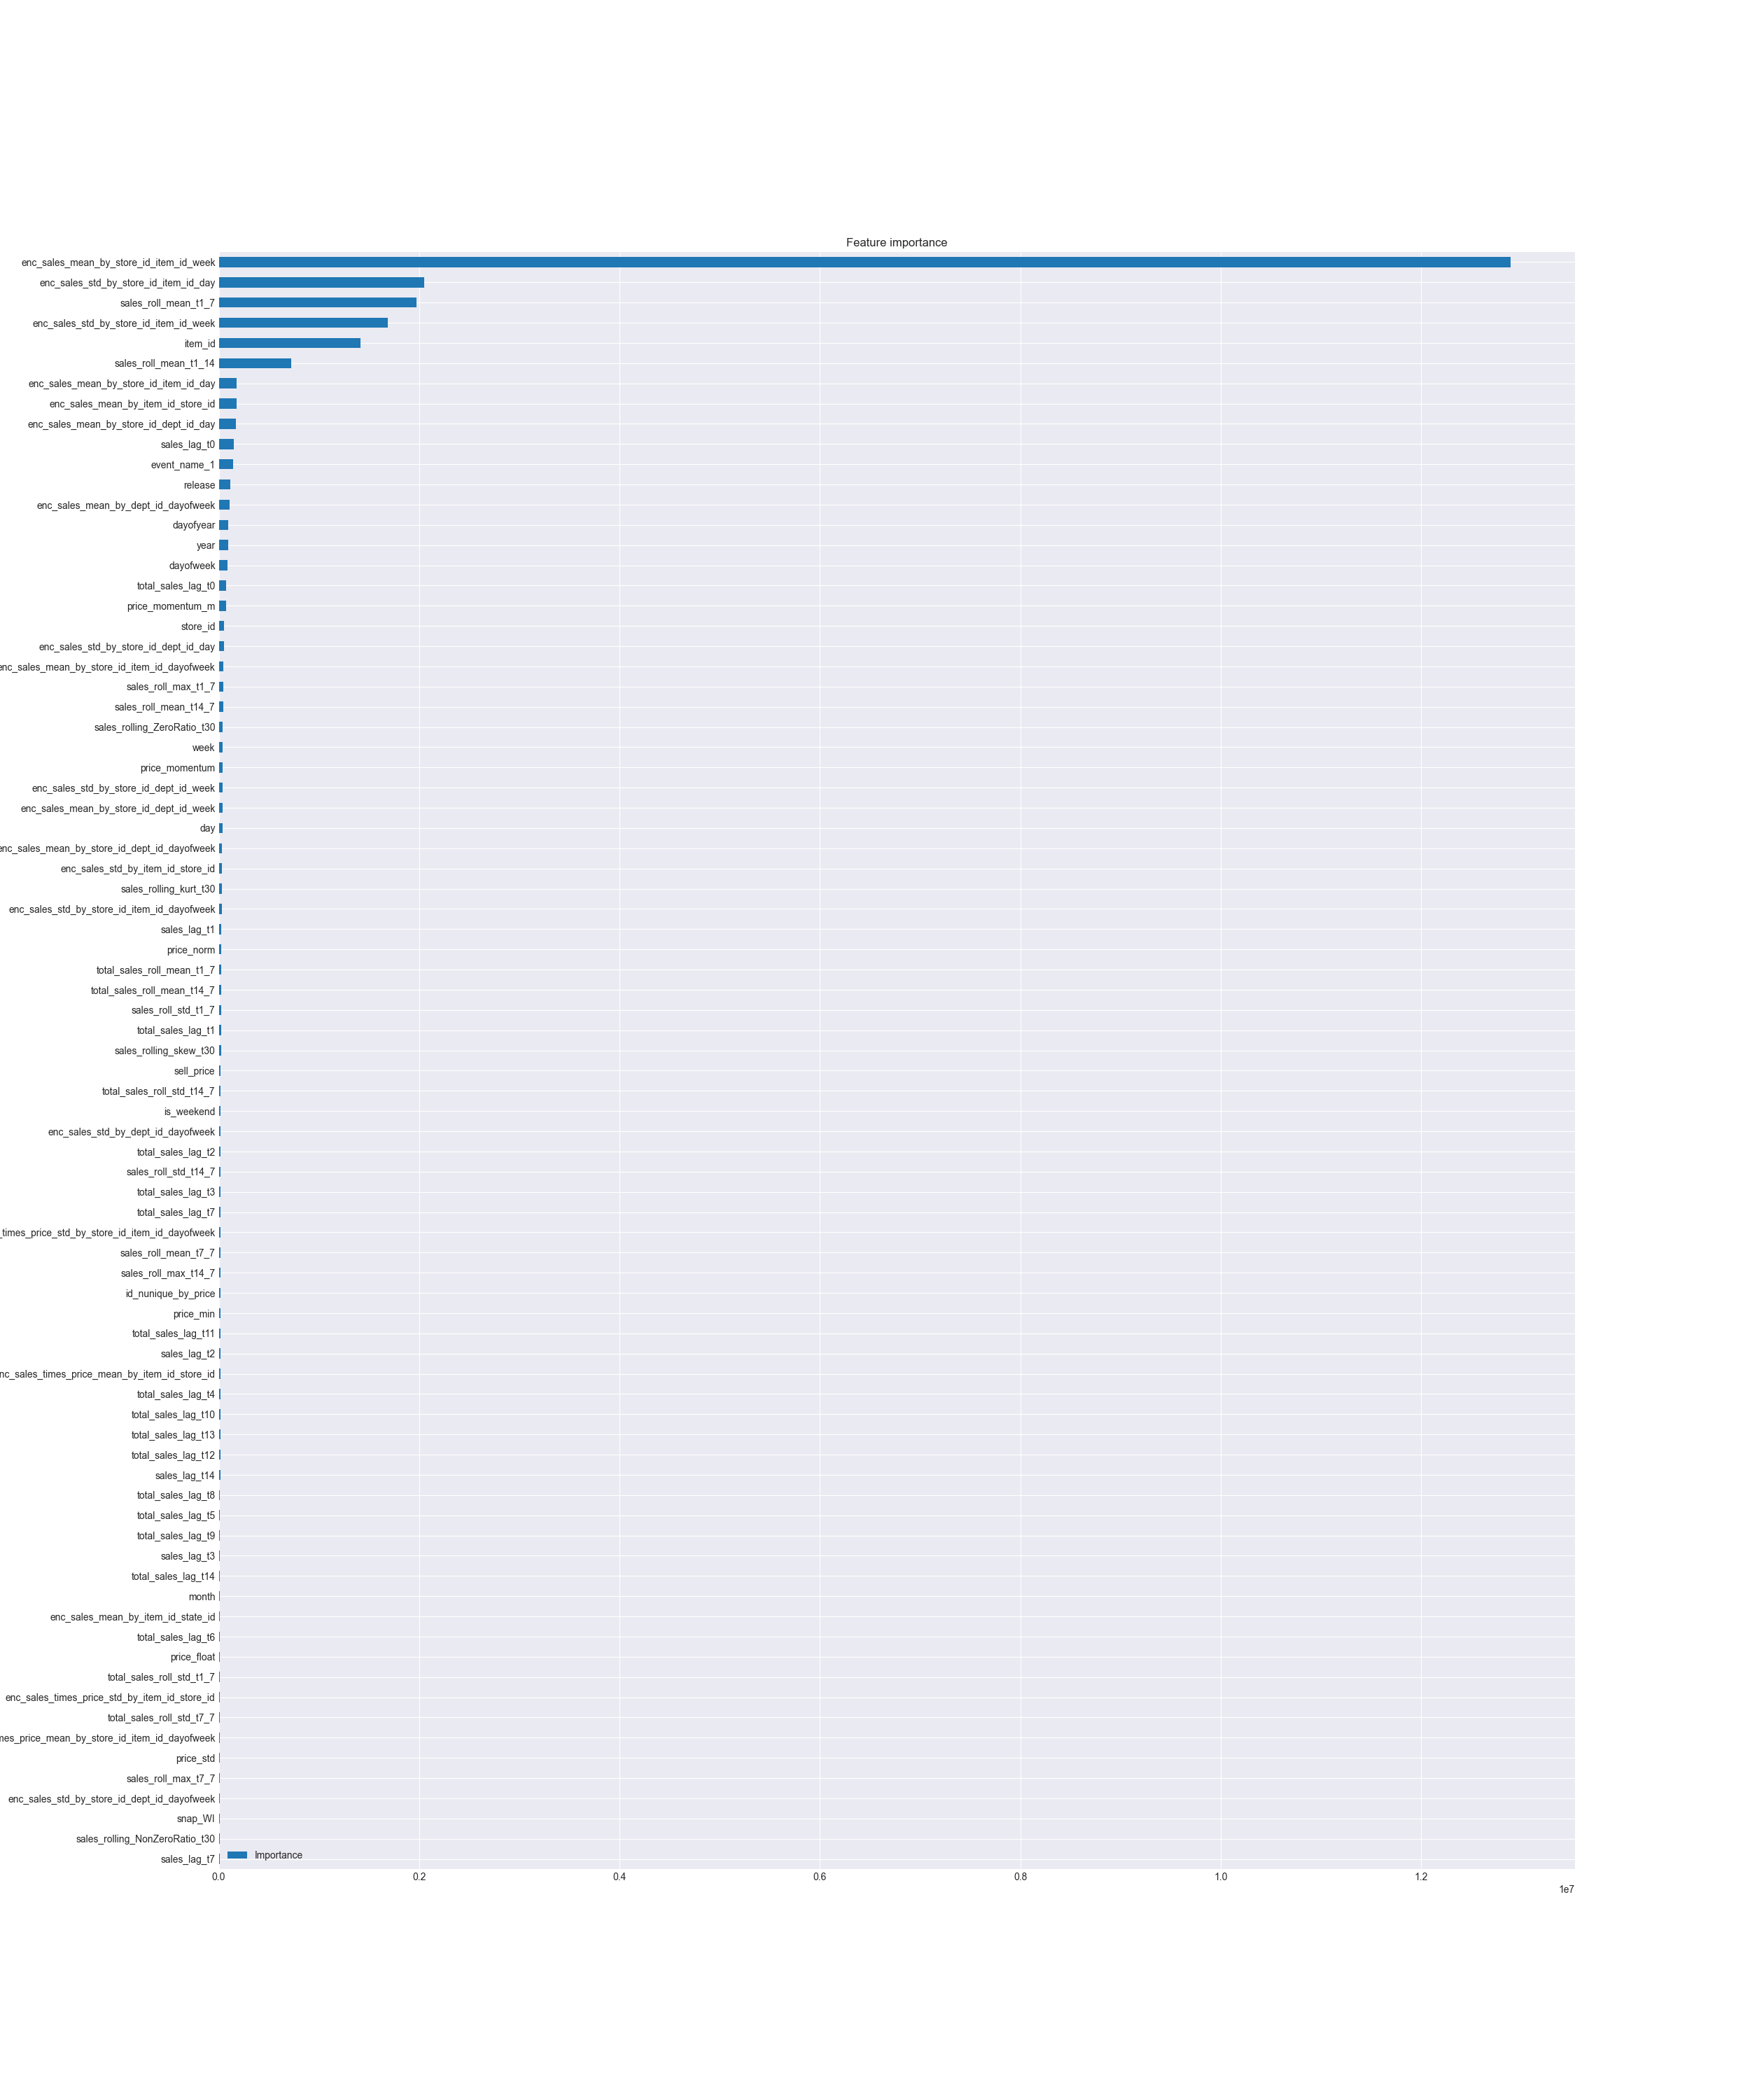 Feature importance
enc_sales_mean_by_store_id_item_id_week
enc_sales_std_by_store_id_item_id_day
sales_roll_mean_t1_7
enc_sales_std_by_store_id_item_id_week
item_id
sales_roll_mean_t1_14
enc_sales_mean_by_store_id_item_id_day
enc_sales_mean_by_item_id_store_id
enc_sales_mean_by_store_id_dept_id_day
sales_lag_t0
event_name_1
release
enc_sales_mean_by_dept_id_dayofweek
dayofyear
year
dayofweek
total_sales_lag_t0
price_momentum_m
store_id
enc_sales_std_by_store_id_dept_id_day
enc_sales_mean_by_store_id_item_id_dayofweek
sales_roll_max_t1_7
sales_roll_mean_t14_7
sales_rolling_ZeroRatio_t30
week
price_momentum
enc_sales_std_by_store_id_dept_id_week
enc_sales_mean_by_store_id_dept_id_week
day
enc_sales_mean_by_store_id_dept_id_dayofweek
enc_sales_std_by_item_id_store_id
sales_rolling_kurt_t30
enc_sales_std_by_store_id_item_id_dayofweek
sales_lag_t1
price_norm
total_sales_roll_mean_t1_7
total_sales_roll_mean_t14_7
sales_roll_std_t1_7
total_sales_lag_t1
sales_rolling_skew_t30
sell_price
total_sales_roll_std_t14_7
is_weekend
enc_sales_std_by_dept_id_dayofweek
total_sales_lag_t2
sales_roll_std_t14_7
total_sales_lag_t3
total_sales_lag_t7
_times_price_std_by_store_id_item_id_dayofweek
sales_roll_mean_t7_7
sales_roll_max_t14_7
id_nunique_by_price
price_min
total_sales_lag_t11
sales_lag_t2
nc_sales_times_price_mean_by_item_id_store_id
total_sales_lag_t4
total_sales_lag_t10
total_sales_lag_t13
total_sales_lag_t12
sales_lag_t14
total_sales_lag_t8
total_sales_lag_t5
total_sales_lag_t9
sales_lag_t3
total_sales_lag_t14
month
enc_sales_mean_by_item_id_state_id
total_sales_lag_t6
price_float
total_sales_roll_std_t1_7
enc_sales_times_price_std_by_item_id_store_id
total_sales_roll_std_t7_7
mes_price_mean_by_store_id_item_id_dayofweek
price_std
sales_roll_max_t7_7
enc_sales_std_by_store_id_dept_id_dayofweek
snap_WI
sales_rolling_NonZeroRatio_t30
sales_lag_t7
Importance
0.0 0.2 0.4 0.6 0.8 1.0 1.2
1e7